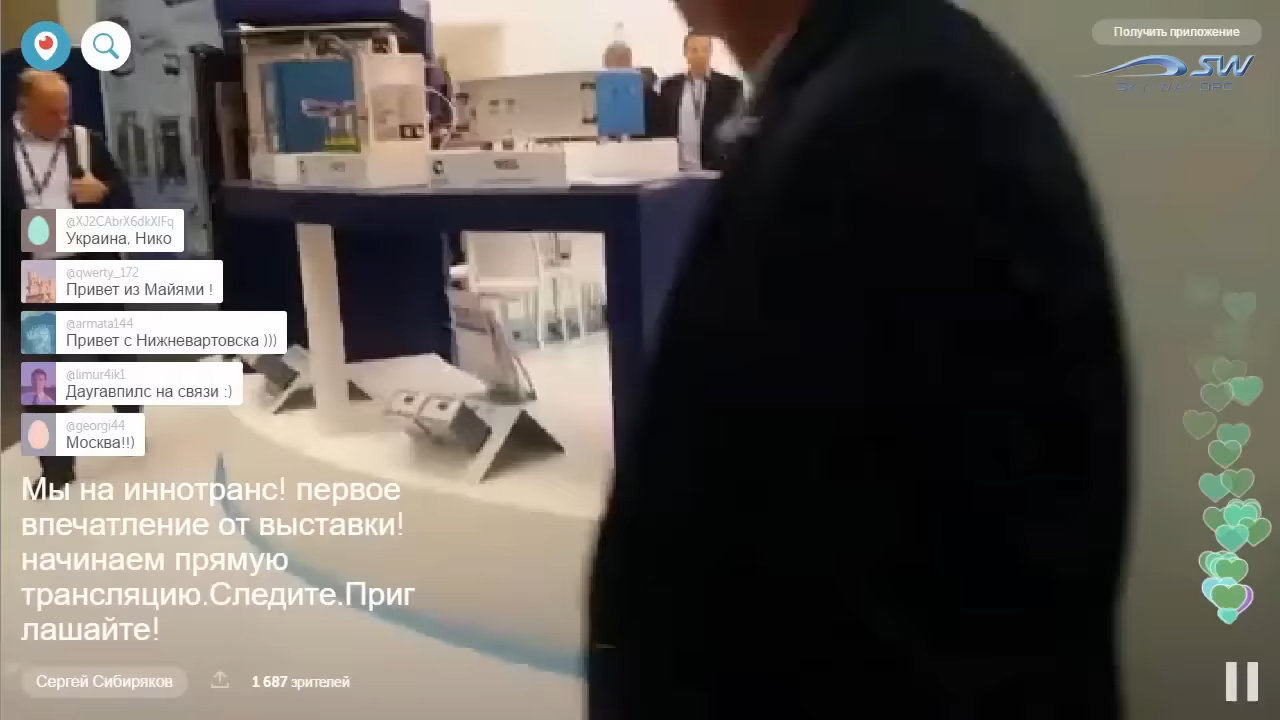 Получить приложение
SW
@XJ2CAbrX6dkXIFq
Украина, Нико
@qwerty_172
Привет из Майями !
@armata144
Привет с Нижневартовска )))
@limur4ik1
Даугавпилс на связи :)
@georgi44
Москва!!)
Мы на иннотранс! первое
впечатление от выставки!
начинаем прямую
трансляцию.Следите.Приг
лашайте!
Сергей Сибиряков
1 687 зрителей